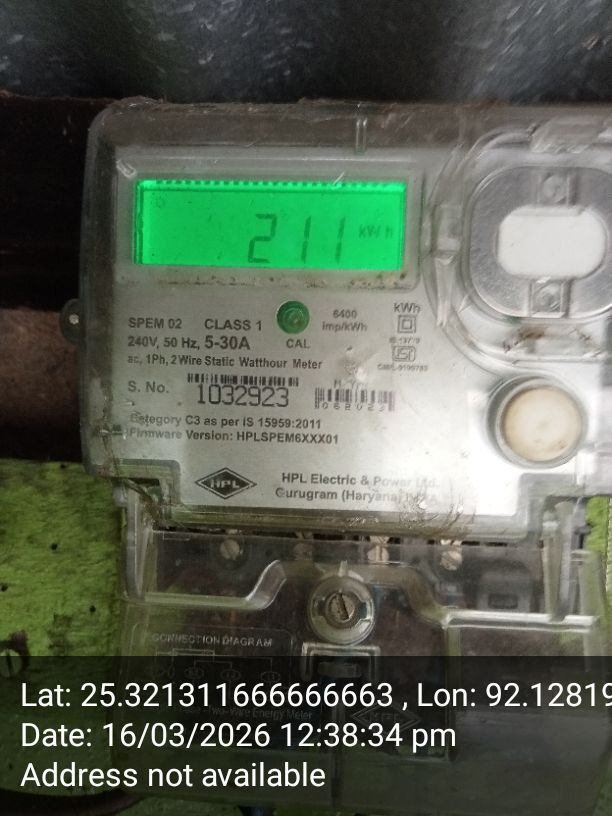 211 kWh
SPEM 02 CLASS 1 6400 imp/kWh kWh
240V, 50 Hz, 5-30A CAL
ac, 1Ph, 2 Wire Static Watthour Meter
S. No. 1032923
062023
Category C3 as per IS 15959:2011
Firmware Version: HPLSPEM6XXX01
HPL
HPL Electric & Power Ltd.
Gurugram (Haryana)
CONNECTION DIAGRAM
Lat: 25.321311666666663 , Lon: 92.12819
Date: 16/03/2026 12:38:34 pm
Address not available